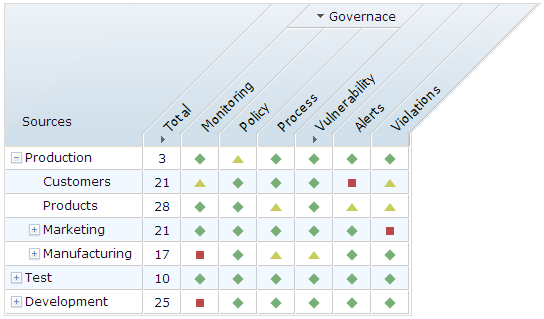 Governace
Sources
Total
Monitoring
Policy
Process
Vulnerability
Alerts
Violations
Production 3
Customers 21
Products 28
Marketing 21
Manufacturing 17
Test 10
Development 25